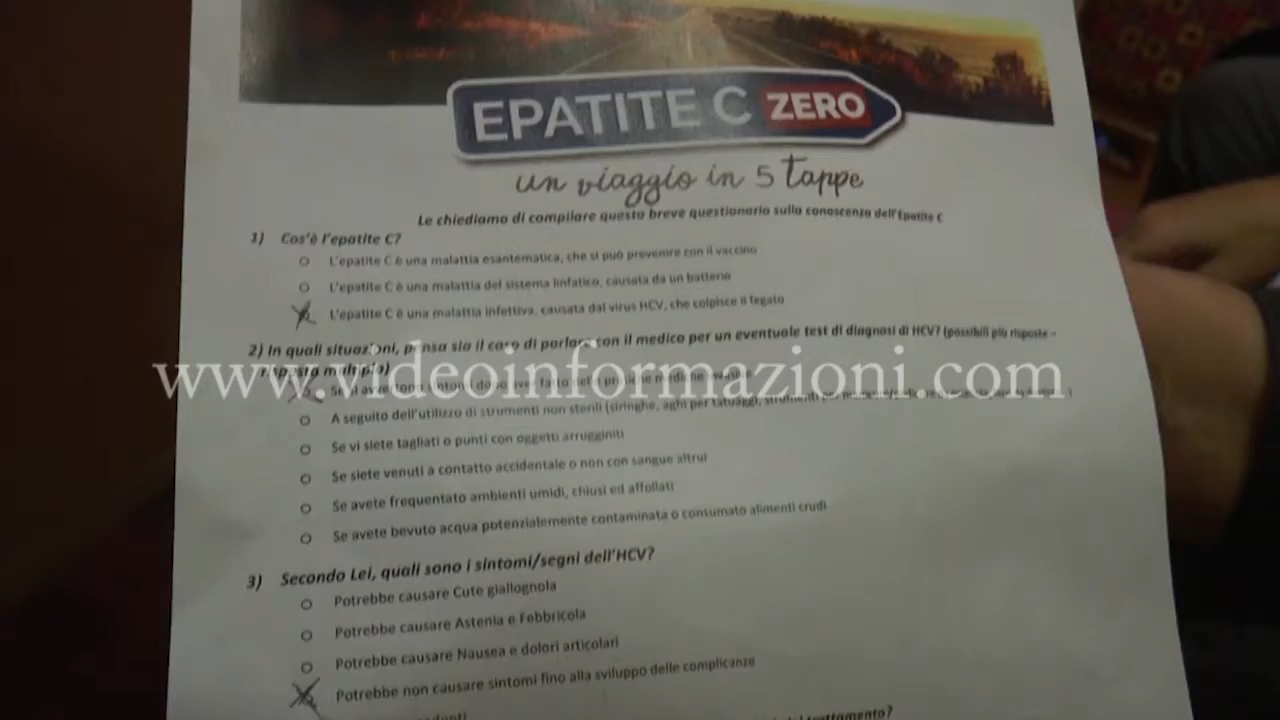 EPATITE C ZERO
un viaggio in 5 tappe
Le chiediamo di compilare questo breve questionario sulla conoscenza dell'Epatite C
1) Cos'è l'epatite C?
L'epatite C è una malattia esantematica, che si può prevenire con il vaccino
L'epatite C è una malattia del sistema linfatico, causata da un batterio
L'epatite C è una malattia infettiva, causata dal virus HCV, che colpisce il fegato
2) In quali situazioni, pensa sia il caso di parlare con il medico per un eventuale test di diagnosi di HCV? (possibili più risposte -
risposta multipla)
www.videoinformazioni.com
A seguito dell'utilizzo di strumenti non sterili (siringhe, aghi per tatuaggi, strumenti per
Se vi siete tagliati o punti con oggetti arrugginiti
Se siete venuti a contatto accidentale o non con sangue altrui
Se avete frequentato ambienti umidi, chiusi ed affollati
Se avete bevuto acqua potenzialemente contaminata o consumato alimenti crudi
3) Secondo Lei, quali sono i sintomi/segni dell'HCV?
Potrebbe causare Cute giallognola
Potrebbe causare Astenia e Febbricola
Potrebbe causare Nausea e dolori articolari
Potrebbe non causare sintomi fino alla sviluppo delle complicanze
trattamento?